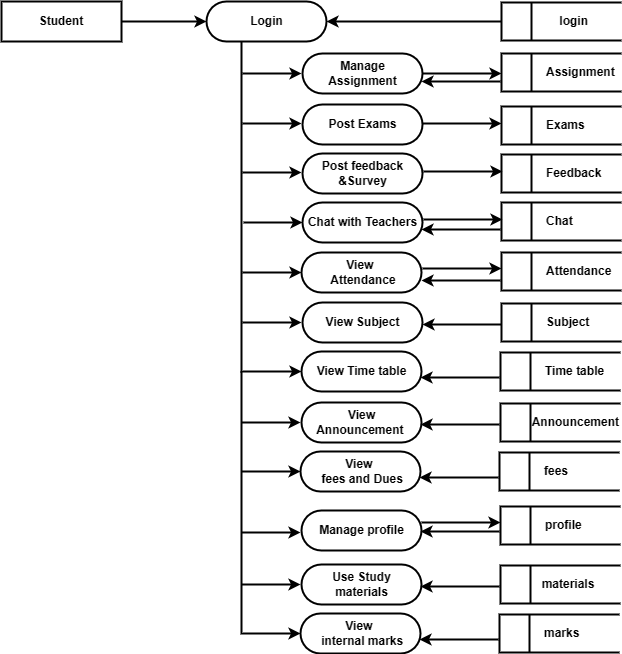 Student
Login
login
Manage
Assignment
Assignment
Post Exams
Exams
Post feedback
&Survey
Feedback
Chat with Teachers
Chat
View
Attendance
Attendance
View Subject
Subject
View Time table
Time table
View
Announcement
Announcement
View
fees and Dues
fees
Manage profile
profile
Use Study
materials
materials
View
internal marks
marks